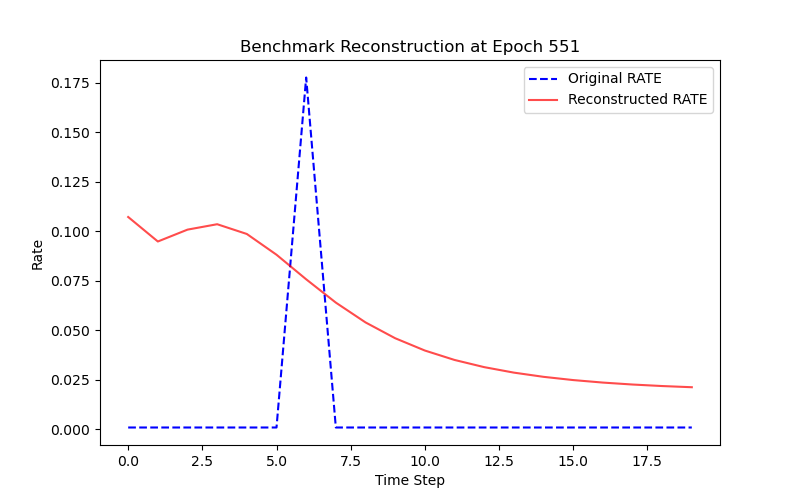 Benchmark Reconstruction at Epoch 551
Original RATE
Reconstructed RATE
Rate
0.175
0.150
0.125
0.100
0.075
0.050
0.025
0.000
0.0 2.5 5.0 7.5 10.0 12.5 15.0 17.5
Time Step